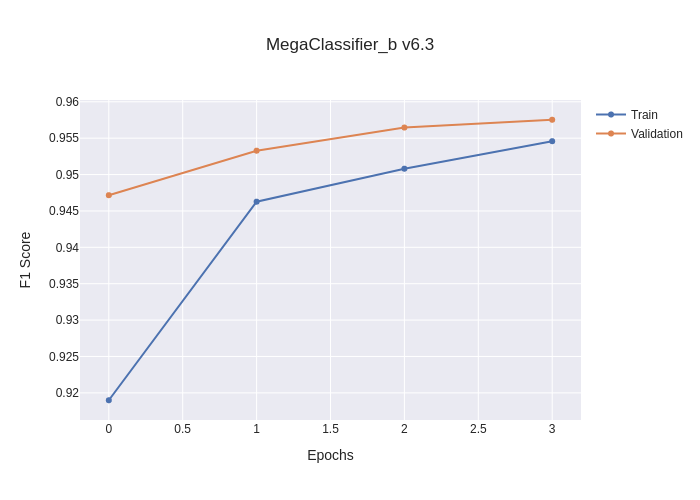 MegaClassifier_b v6.3
Train
Validation
F1 Score
0.96
0.955
0.95
0.945
0.94
0.935
0.93
0.925
0.92
0 0.5 1 1.5 2 2.5 3
Epochs